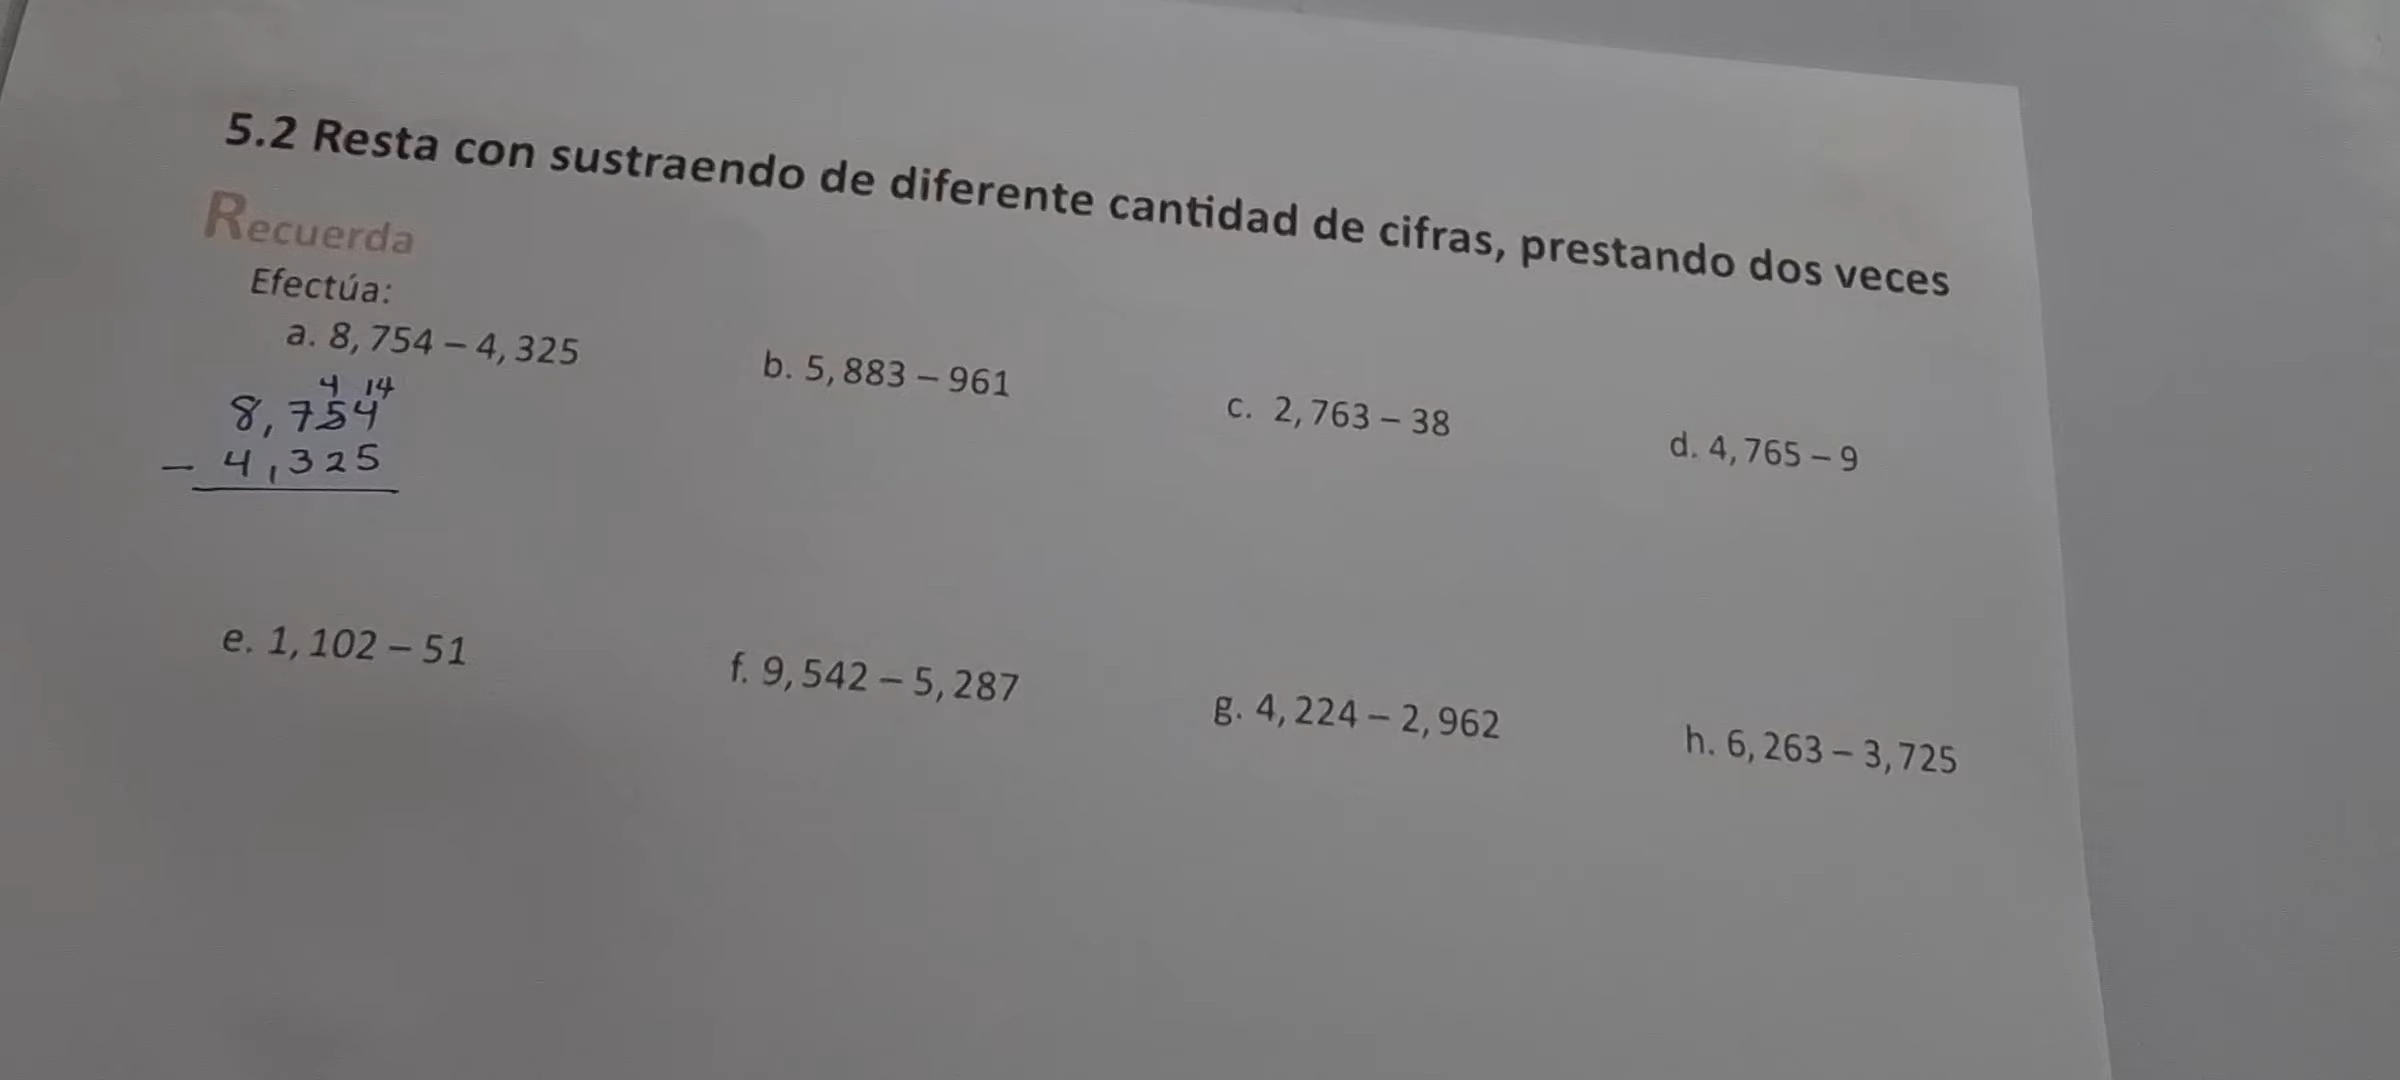 5.2 Resta con sustraendo de diferente cantidad de cifras, prestando dos veces
Recuerda
Efectúa:
a. 8, 754 – 4, 325
b. 5, 883 – 961
c. 2, 763 – 38
d. 4, 765 – 9
4 14
8, 754
– 4, 325
e. 1, 102 – 51
f. 9, 542 – 5, 287
g. 4, 224 – 2, 962
h. 6, 263 – 3, 725